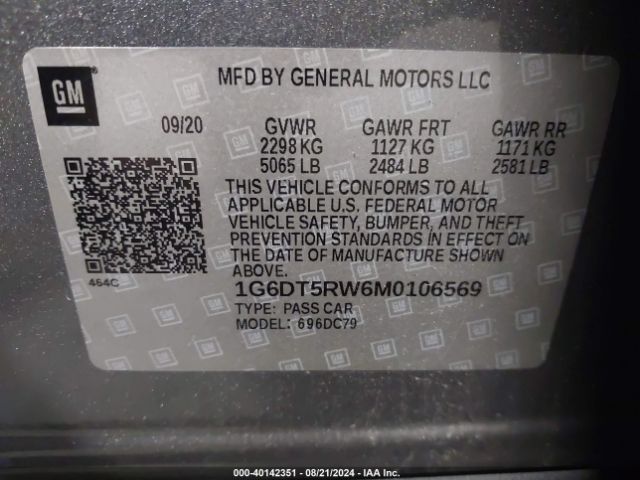 GM
MFD BY GENERAL MOTORS LLC
09/20 GVWR GAWR FRT GAWR RR
2298 KG 1127 KG 1171 KG
5065 LB 2484 LB 2581 LB
THIS VEHICLE CONFORMS TO ALL
APPLICABLE U.S. FEDERAL MOTOR
VEHICLE SAFETY, BUMPER, AND THEFT
PREVENTION STANDARDS IN EFFECT ON
THE DATE OF MANUFACTURE SHOWN
ABOVE.
464C
1G6DT5RW6M0106569
TYPE: PASS CAR
MODEL: 696DC79
000-40142351 - 08/21/2024 - IAA Inc.